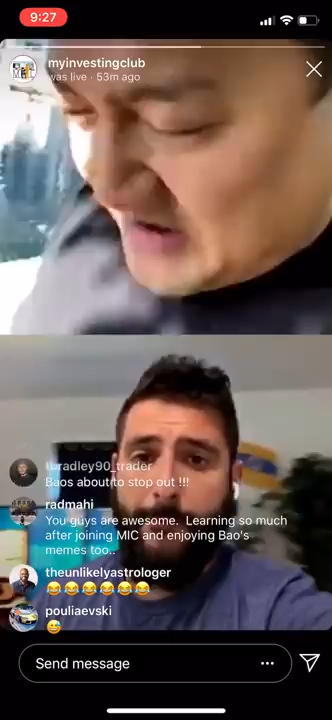 9:27
myinvestingclub
was live · 53m ago
bradley90_trader
Baos about to stop out !!!
radmahi
You guys are awesome. Learning so much
after joining MIC and enjoying Bao's
memes too..
theunlikelyastrologer
😂😂😂😂😂😂
pouliaevski
😅
Send message